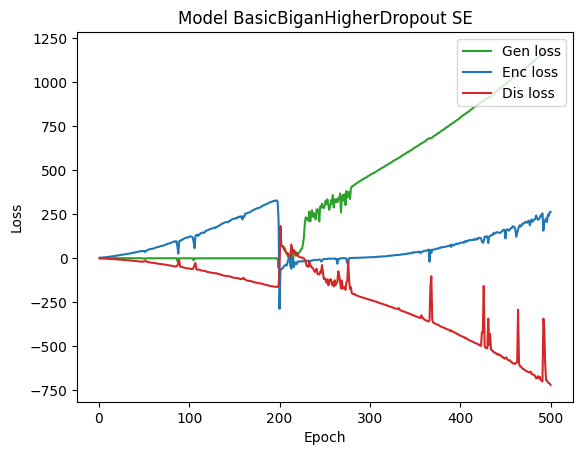 Model BasicBiganHigherDropout SE
Gen loss
Enc loss
Dis loss
1250
1000
750
500
250
0
−250
−500
−750
Loss
0 100 200 300 400 500
Epoch